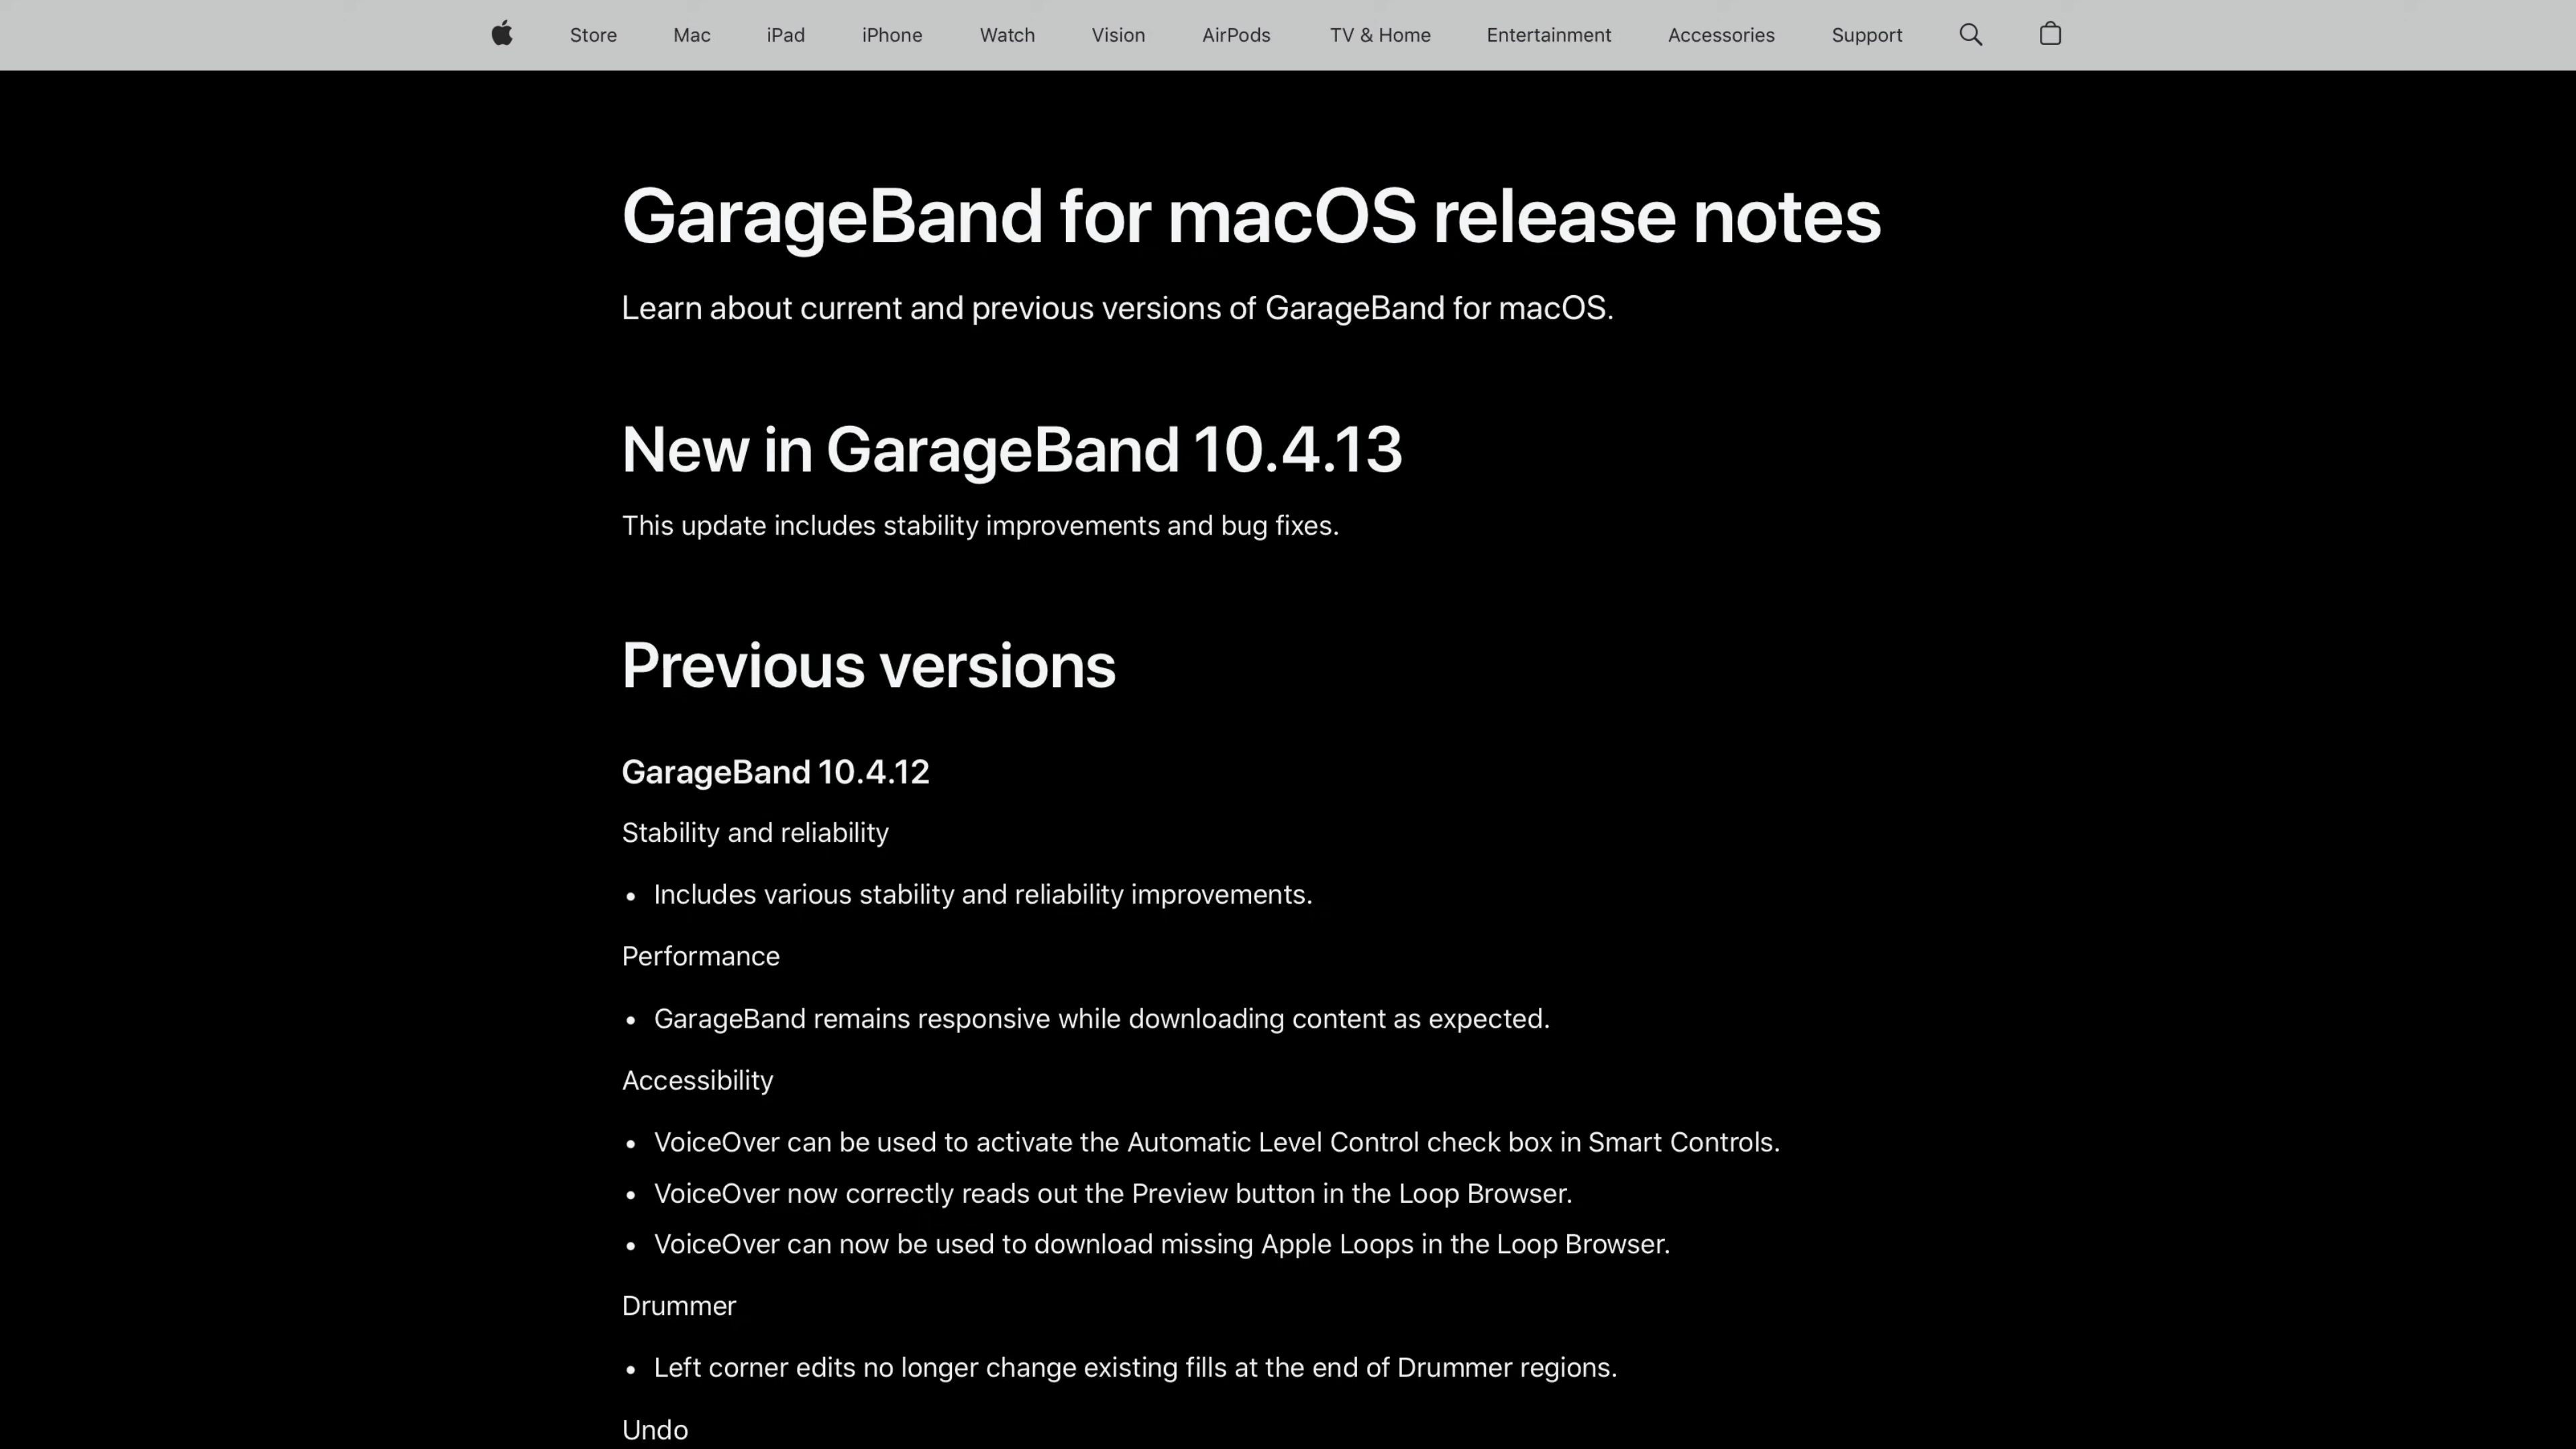 Store Mac iPad iPhone Watch Vision AirPods TV & Home Entertainment Accessories Support
GarageBand for macOS release notes
Learn about current and previous versions of GarageBand for macOS.
New in GarageBand 10.4.13
This update includes stability improvements and bug fixes.
Previous versions
GarageBand 10.4.12
Stability and reliability
• Includes various stability and reliability improvements.
Performance
• GarageBand remains responsive while downloading content as expected.
Accessibility
• VoiceOver can be used to activate the Automatic Level Control check box in Smart Controls.
• VoiceOver now correctly reads out the Preview button in the Loop Browser.
• VoiceOver can now be used to download missing Apple Loops in the Loop Browser.
Drummer
• Left corner edits no longer change existing fills at the end of Drummer regions.
Undo